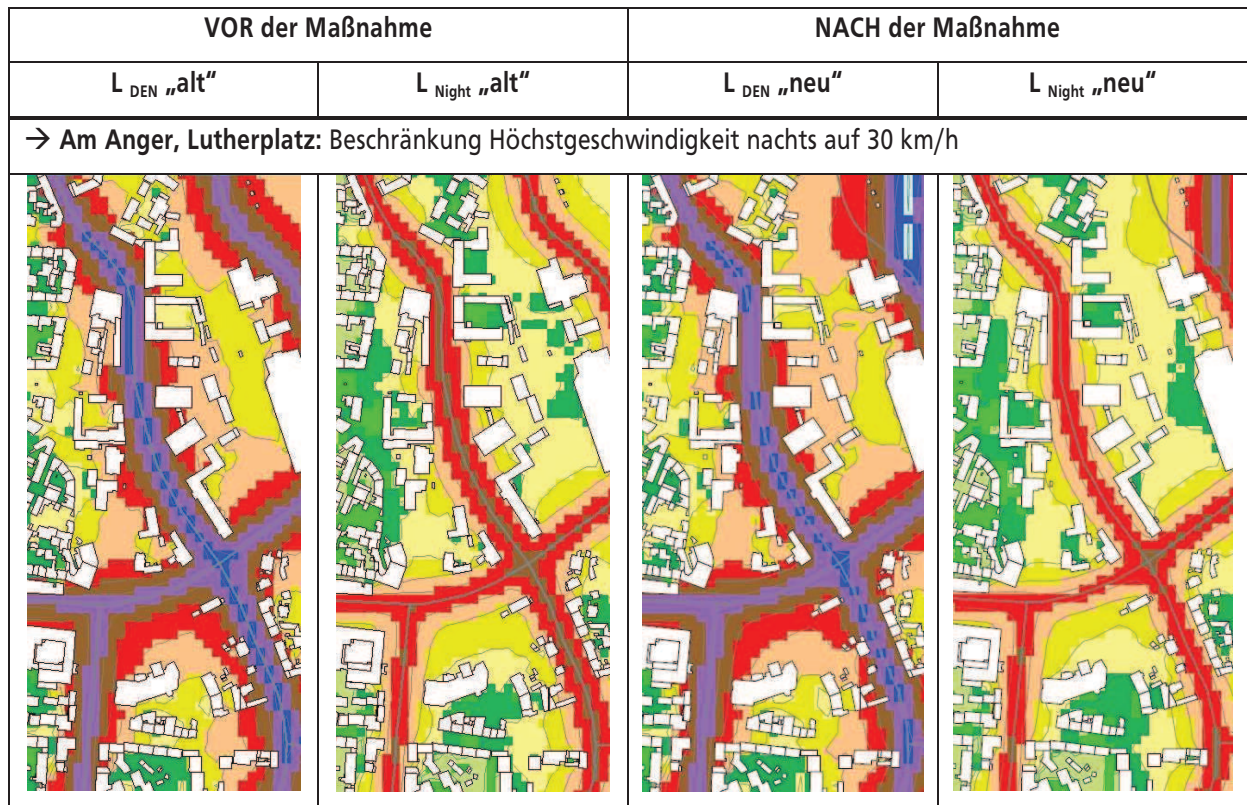 VOR der Maßnahme
NACH der Maßnahme
L DEN „alt“
L Night „alt“
L DEN „neu“
L Night „neu“
→ Am Anger, Lutherplatz: Beschränkung Höchstgeschwindigkeit nachts auf 30 km/h